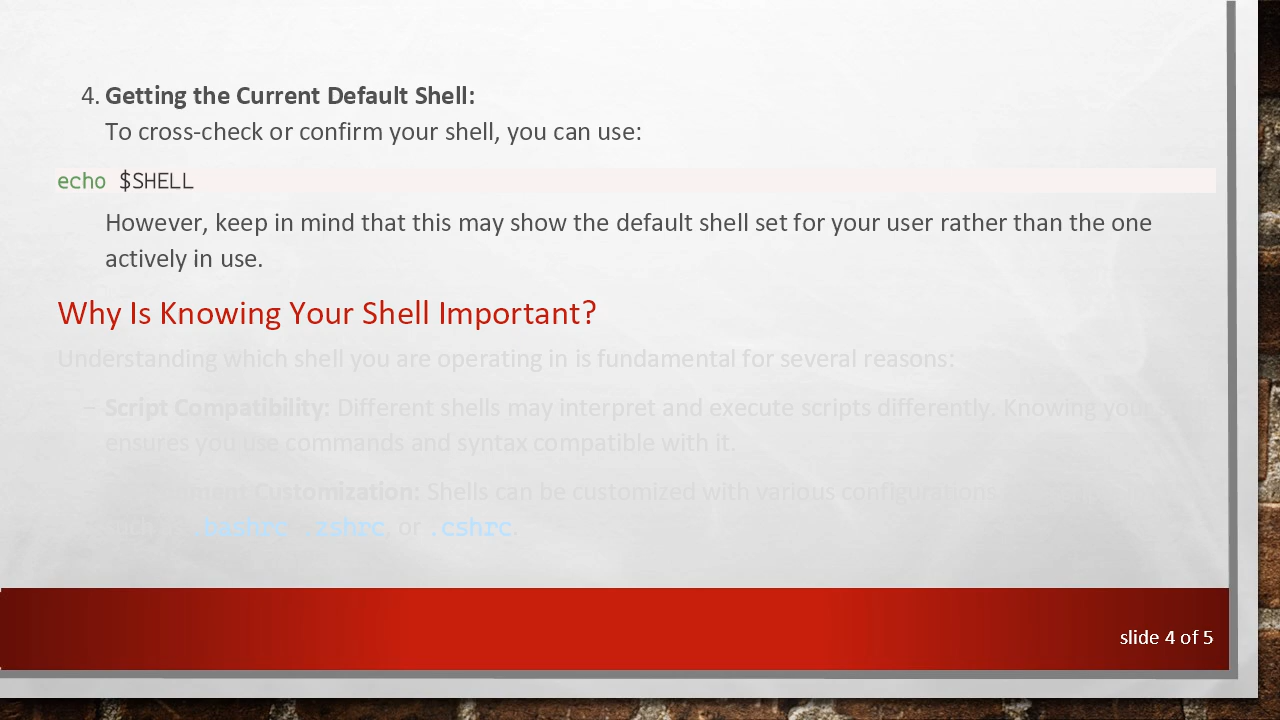 4. Getting the Current Default Shell:
To cross-check or confirm your shell, you can use:
echo $SHELL
However, keep in mind that this may show the default shell set for your user rather than the one
actively in use.
Why Is Knowing Your Shell Important?
Understanding which shell you are operating in is fundamental for several reasons:
– Script Compatibility: Different shells may interpret and execute scripts differently. Knowing your
ensures you use commands and syntax compatible with it.
– Customization: Shells can be customized with various configurations
.bashrc .zshrc, or .cshrc.
slide 4 of 5